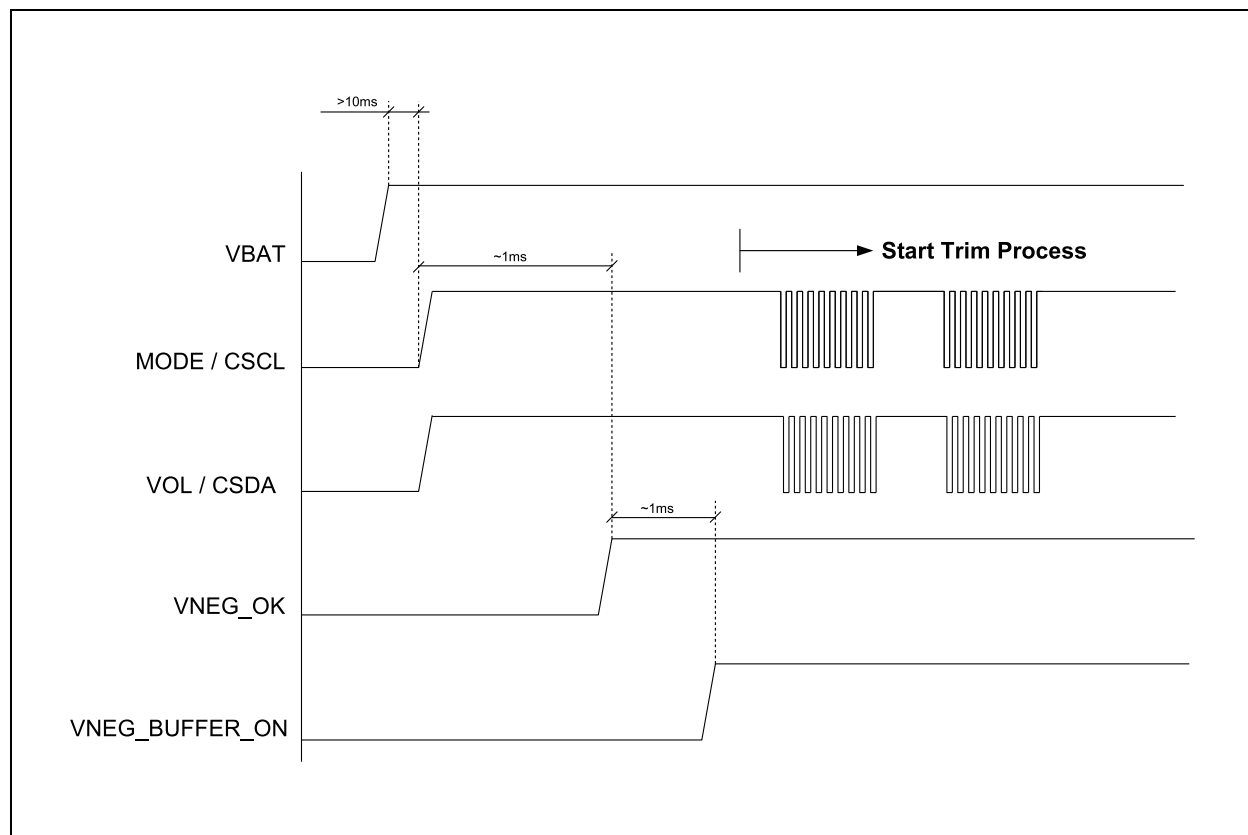 >10ms
VBAT
Start Trim Process
~1ms
MODE / CSCL
VOL / CSDA
~1ms
VNEG_OK
VNEG_BUFFER_ON